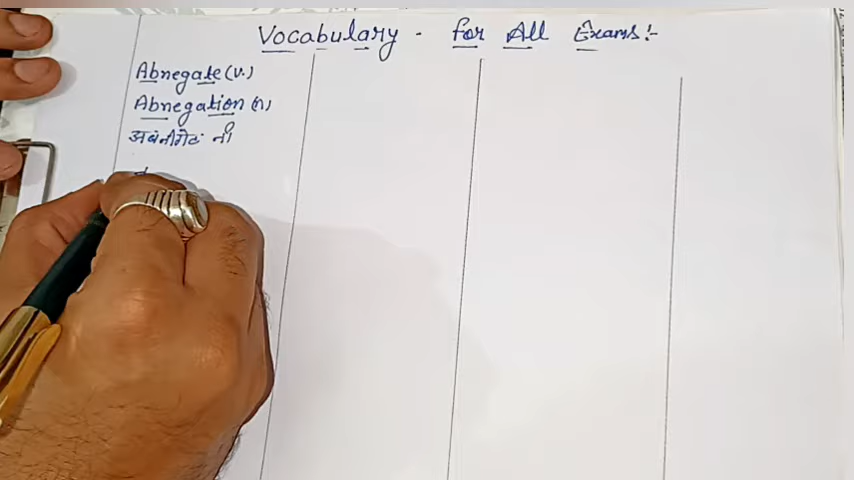 Vocabulary - for All Exams :-
Abnegate (v.)
Abnegation (n)
अबनीगेट नी